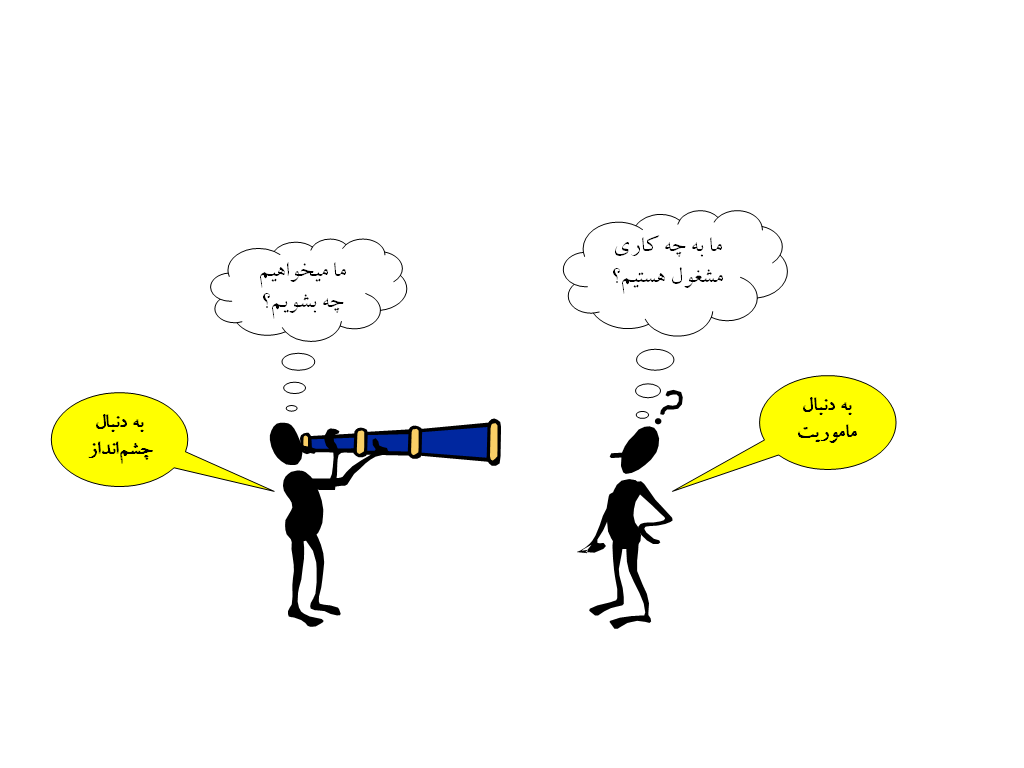 ما به چه کاری
مشغول هستیم؟
ما میخواهیم
چه بشویم؟
به دنبال
ماموریت
به دنبال
چشم‌انداز
?